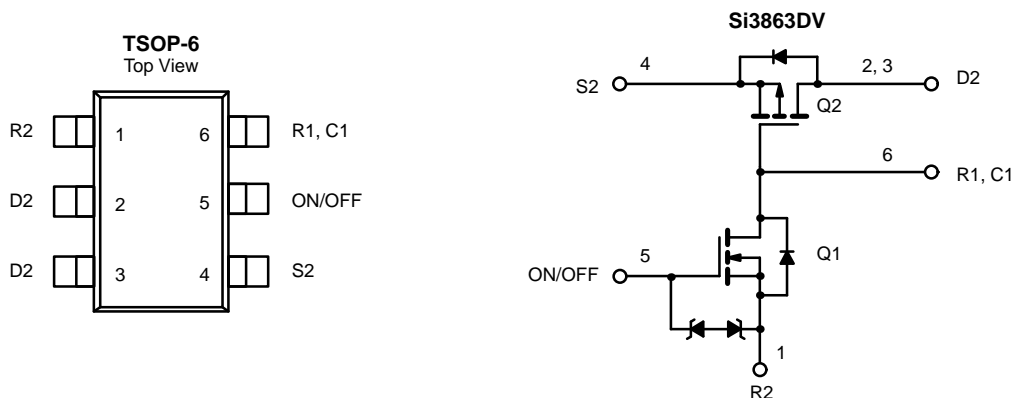 TSOP-6
Top View
R2 1 6 R1, C1
D2 2 5 ON/OFF
D2 3 4 S2
Si3863DV
S2 4 2, 3 D2
Q2
6 R1, C1
Q1
ON/OFF 5
1
R2